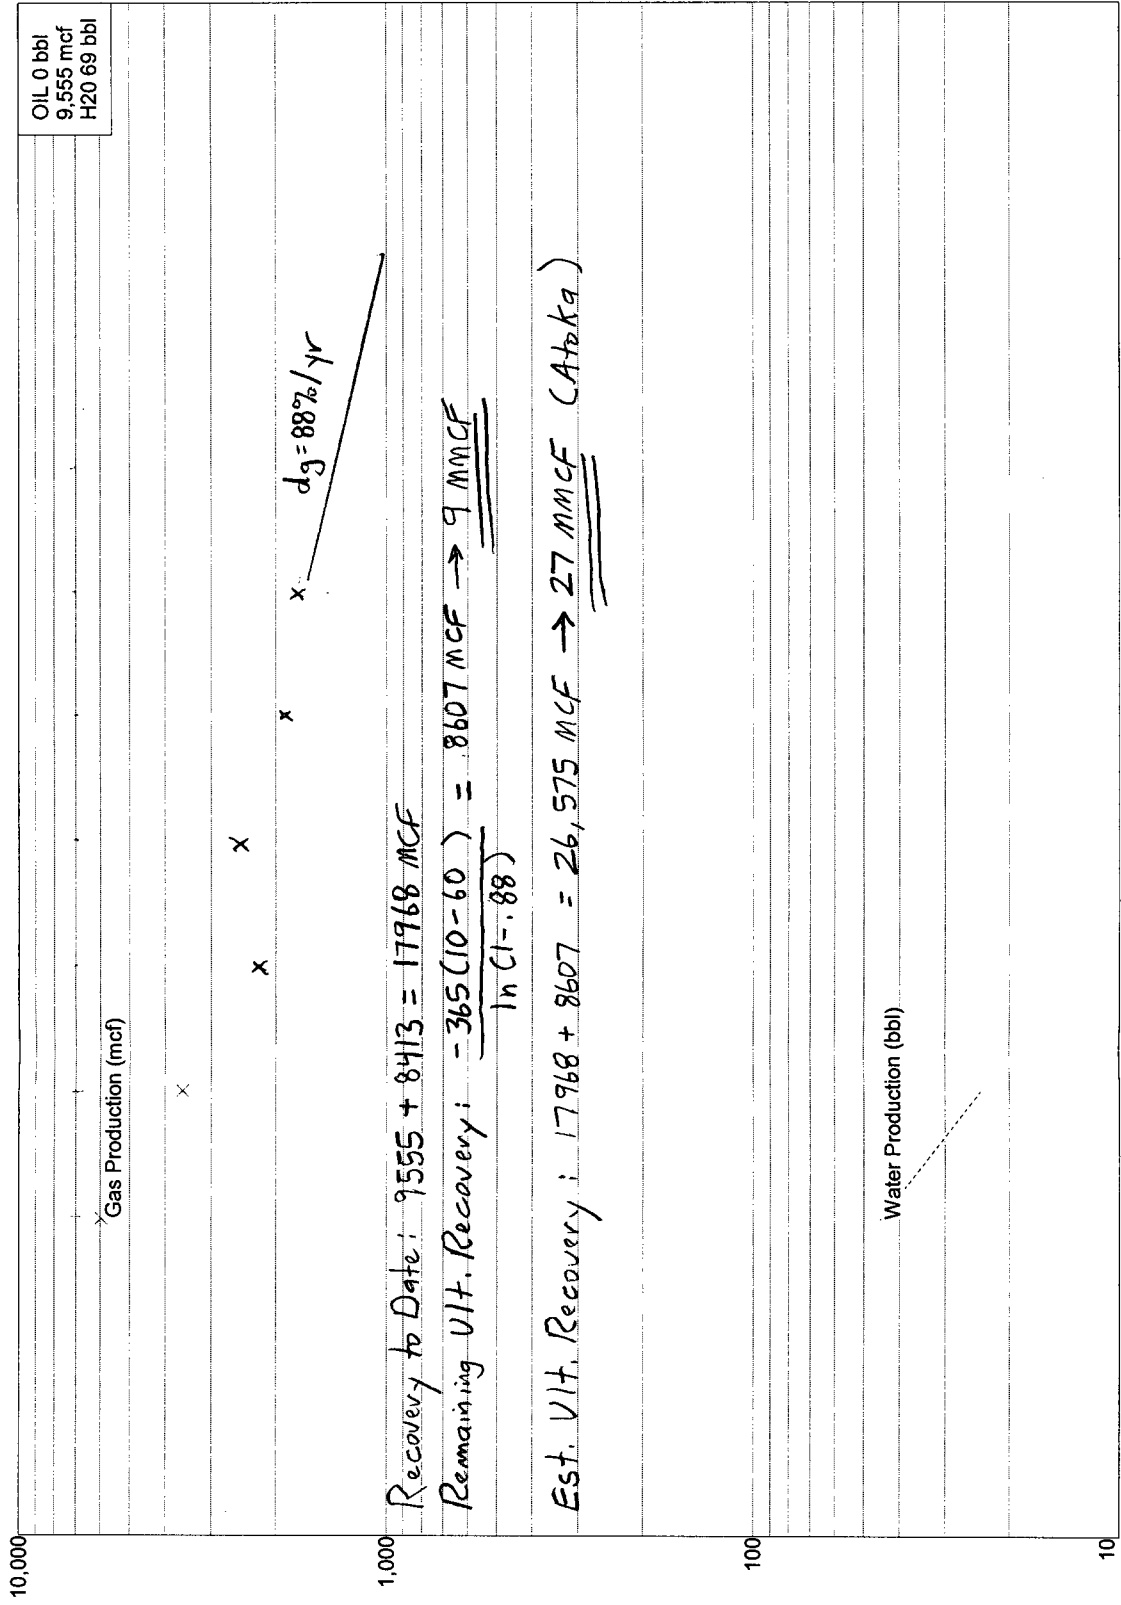 OIL 0 bbl
9,555 mcf
H20 69 bbl
10,000
1,000
100
10
Gas Production (mcf)
dg=88%/yr
Recovery to Date: 9555 + 8413 = 17968 MCF
Remaining Ult. Recovery: -365(10-60) = 8607 MCF → 9 MMCF
ln(1-.88)
Est. Ult. Recovery: 17968 + 8607 = 26,575 MCF → 27 MMCF (Atoka)
Water Production (bbl)